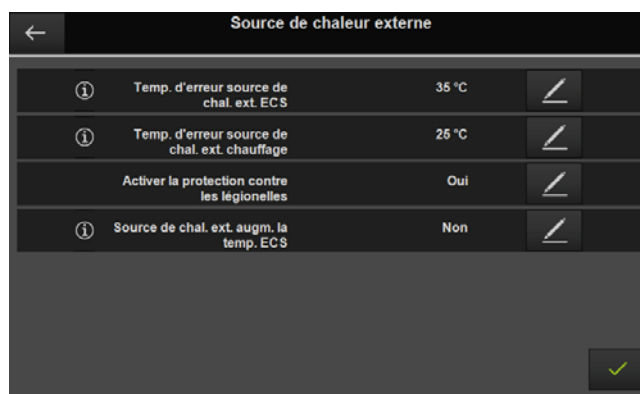 Source de chaleur externe
Temp. d'erreur source de
chal. ext. ECS
35 °C
Temp. d'erreur source de
chal. ext. chauffage
25 °C
Activer la protection contre
les légionelles
Oui
Source de chal. ext. augm. la
temp. ECS
Non